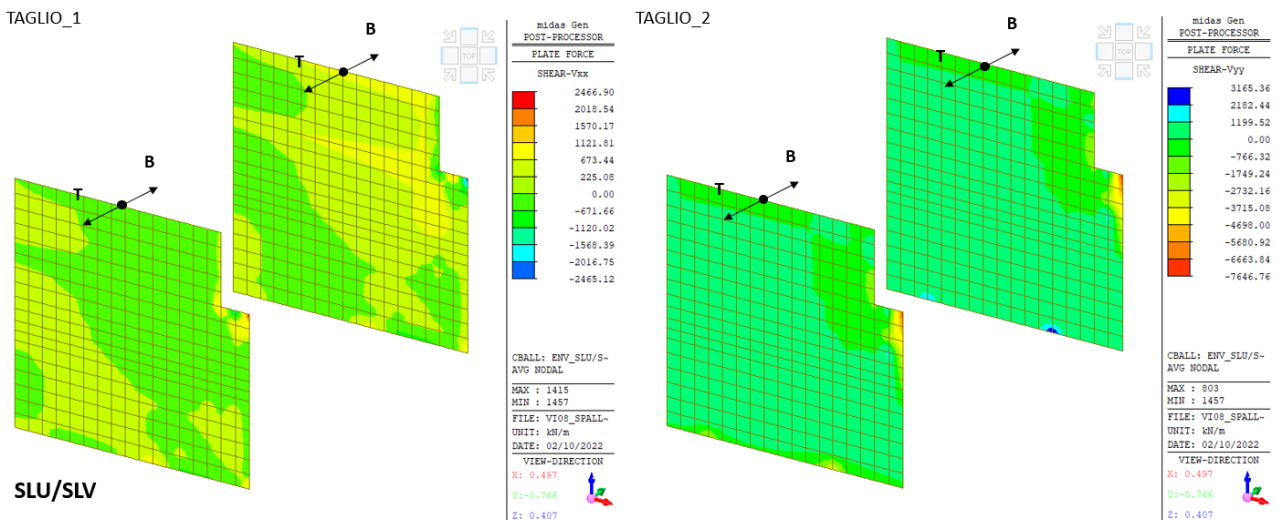 TAGLIO_1
B
T
B
T
SLU/SLV
TOP
midas Gen
POST-PROCESSOR
PLATE FORCE
SHEAR-Vxx
2466.90
2018.54
1570.17
1121.81
673.44
225.08
0.00
-671.66
-1120.02
-1568.39
-2016.75
-2465.12
CBALL: ENV_SLU/S~
AVG NODAL
MAX : 1415
MIN : 1457
FILE: VI08_SPALL~
UNIT: kN/m
DATE: 02/10/2022
VIEW-DIRECTION
X: 0.497
Y:-0.766
Z: 0.407
TAGLIO_2
B
T
B
T
TOP
midas Gen
POST-PROCESSOR
PLATE FORCE
SHEAR-Vyy
3165.36
2182.44
1199.52
0.00
-766.32
-1749.24
-2732.16
-3715.08
-4698.00
-5680.92
-6663.84
-7646.76
CBALL: ENV_SLU/S~
AVG NODAL
MAX : 803
MIN : 1457
FILE: VI08_SPALL~
UNIT: kN/m
DATE: 02/10/2022
VIEW-DIRECTION
X: 0.497
Y:-0.766
Z: 0.407